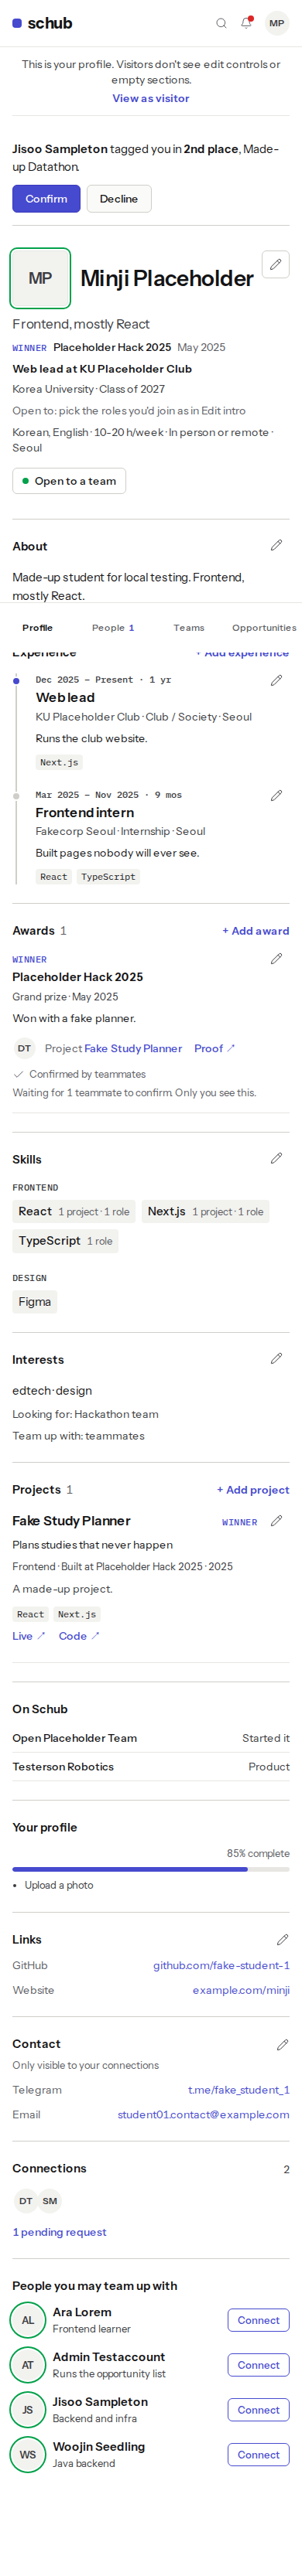 schub
MP
This is your profile. Visitors don't see edit controls or
empty sections.
View as visitor
Jisoo Sampleton tagged you in 2nd place, Made-
up Datathon.
Confirm
Decline
MP
Minji Placeholder
Frontend, mostly React
WINNER Placeholder Hack 2025 May 2025
Web lead at KU Placeholder Club
Korea University · Class of 2027
Open to: pick the roles you'd join as in Edit intro
Korean, English · 10-20 h/week · In person or remote ·
Seoul
Open to a team
About
Made-up student for local testing. Frontend,
mostly React.
Profile
People 1
Teams
Opportunities
Experience
+ Add experience
Dec 2025 – Present · 1 yr
Web lead
KU Placeholder Club · Club / Society · Seoul
Runs the club website.
Next.js
Mar 2025 – Nov 2025 · 9 mos
Frontend intern
Fakecorp Seoul · Internship · Seoul
Built pages nobody will ever see.
React TypeScript
Awards 1
+ Add award
WINNER
Placeholder Hack 2025
Grand prize · May 2025
Won with a fake planner.
DT Project Fake Study Planner Proof ↗
Confirmed by teammates
Waiting for 1 teammate to confirm. Only you see this.
Skills
FRONTEND
React 1 project · 1 role
Next.js 1 project · 1 role
TypeScript 1 role
DESIGN
Figma
Interests
edtech · design
Looking for: Hackathon team
Team up with: teammates
Projects 1
+ Add project
Fake Study Planner
WINNER
Plans studies that never happen
Frontend · Built at Placeholder Hack 2025 · 2025
A made-up project.
React Next.js
Live ↗ Code ↗
On Schub
Open Placeholder Team Started it
Testerson Robotics Product
Your profile
85% complete
• Upload a photo
Links
GitHub github.com/fake-student-1
Website example.com/minji
Contact
Only visible to your connections
Telegram t.me/fake_student_1
Email student01.contact@example.com
Connections 2
DT SM
1 pending request
People you may team up with
AL
Ara Lorem
Frontend learner
Connect
AT
Admin Testaccount
Runs the opportunity list
Connect
JS
Jisoo Sampleton
Backend and infra
Connect
WS
Woojin Seedling
Java backend
Connect